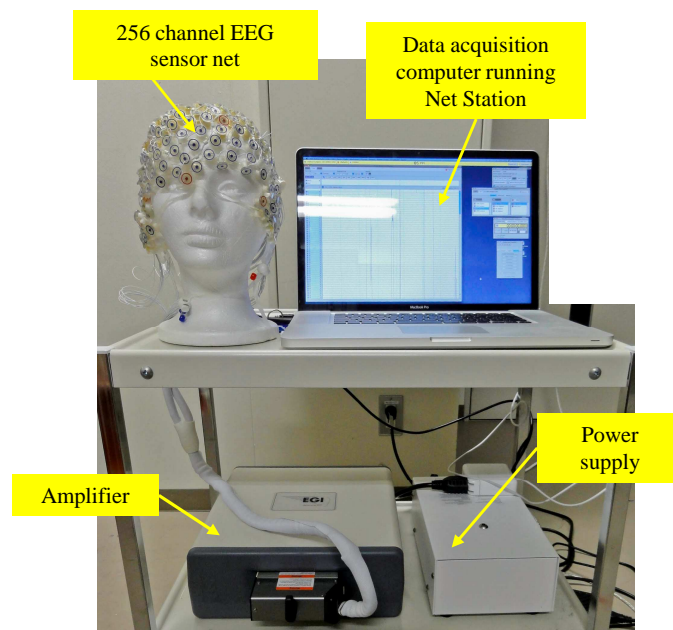 256 channel EEG
sensor net
Data acquisition
computer running
Net Station
MacBook Pro
Power
supply
Amplifier
EGI